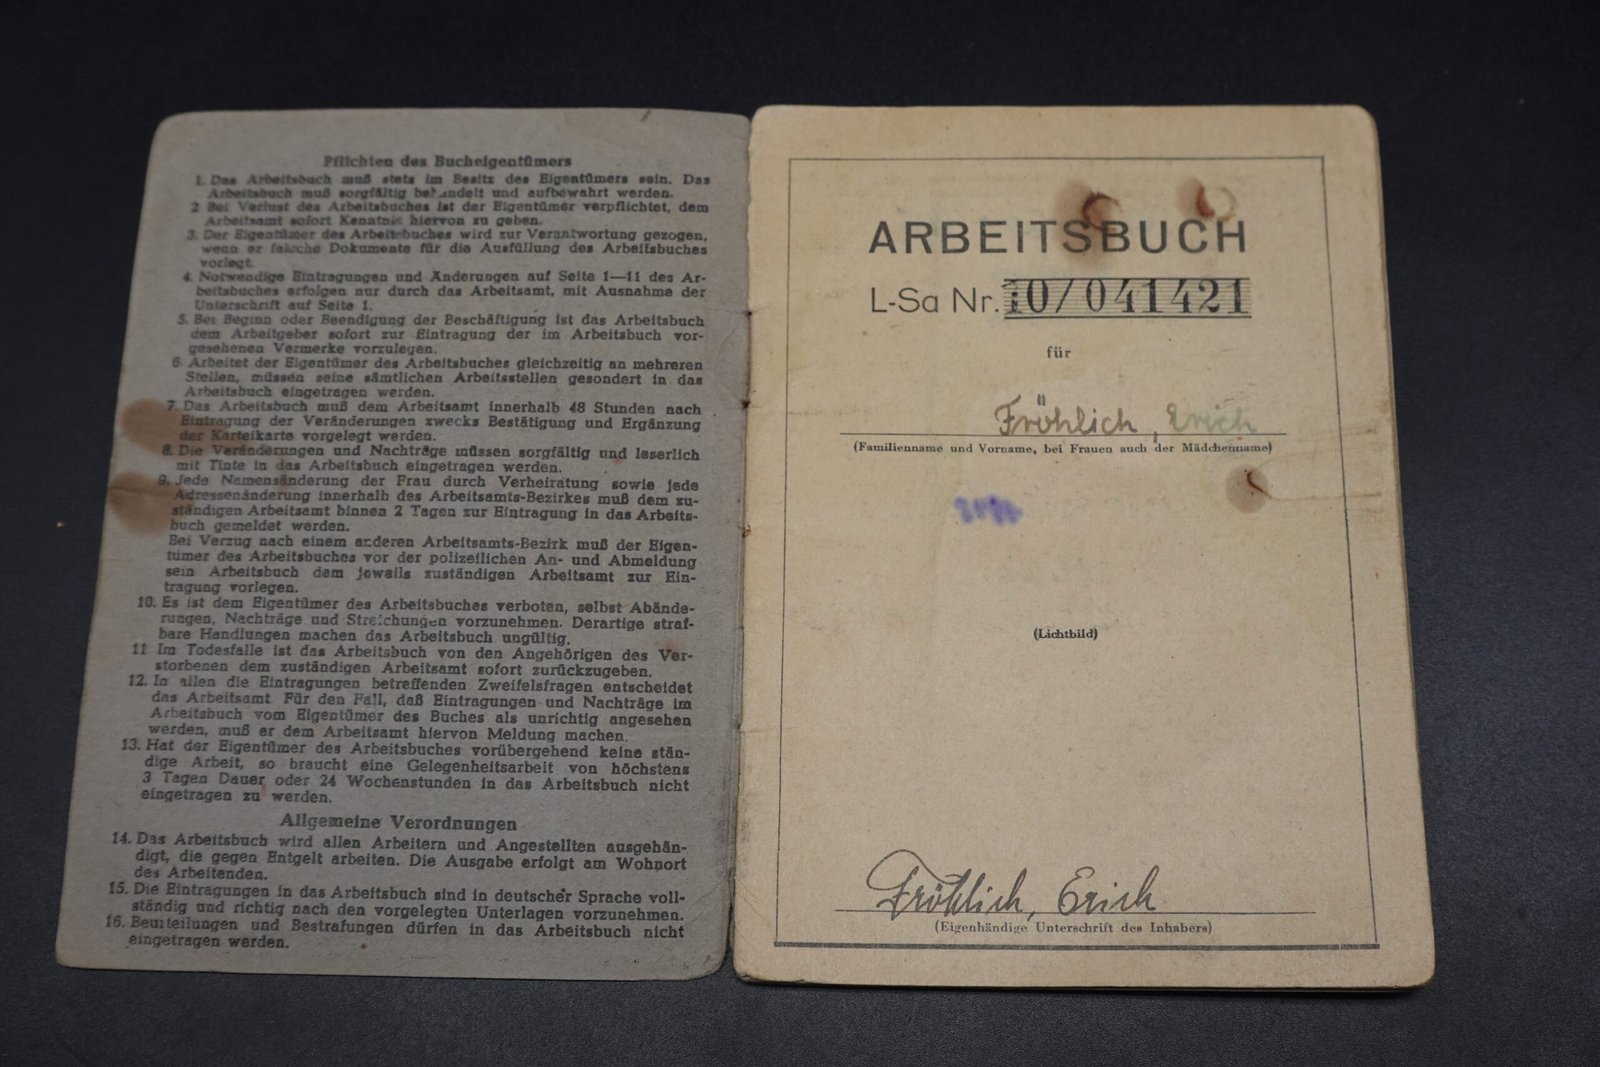 Pflichten des Bucheigentümers
1. Das Arbeitsbuch muß stets im Besitz des Eigentümers sein. Das
Arbeitsbuch muß sorgfältig behandelt und aufbewahrt werden.
2 Bei Verlust des Arbeitsbuches ist der Eigentümer verpflichtet, dem
Arbeitsamt sofort Kenntnis hiervon zu geben.
3. Der Eigentümer des Arbeitsbuches wird zur Verantwortung gezogen,
wenn er falsche Dokumente für die Ausfüllung des Arbeitsbuches
vorlegt.
4. Notwendige Eintragungen und Änderungen auf Seite 1—11 des Ar-
beitsbuches erfolgen nur durch das Arbeitsamt, mit Ausnahme der
Unterschrift auf Seite 1.
5. Bei Beginn oder Beendigung der Beschäftigung ist das Arbeitsbuch
dem Arbeitgeber sofort zur Eintragung der im Arbeitsbuch vor-
gesehenen Vermerke vorzulegen.
6. Arbeitet der Eigentümer des Arbeitsbuches gleichzeitig an mehreren
Stellen, müssen seine sämtlichen Arbeitsstellen gesondert in das
Arbeitsbuch eingetragen werden.
7. Das Arbeitsbuch muß dem Arbeitsamt innerhalb 48 Stunden nach
Eintragung der Veränderungen zwecks Bestätigung und Ergänzung
der Karteikarte vorgelegt werden.
8. Die Veränderungen und Nachträge müssen sorgfältig und leserlich
mit Tinte in das Arbeitsbuch eingetragen werden.
9. Jede Namensänderung der Frau durch Verheiratung sowie jede
Adressenänderung innerhalb des Arbeitsamts-Bezirkes muß dem zu-
ständigen Arbeitsamt binnen 2 Tagen zur Eintragung in das Arbeits-
buch gemeldet werden.
Bei Verzug nach einem anderen Arbeitsamts-Bezirk muß der Eigen-
tümer des Arbeitsbuches vor der polizeilichen An- und Abmeldung
sein Arbeitsbuch dem jeweils zuständigen Arbeitsamt zur Ein-
tragung vorlegen.
10. Es ist dem Eigentümer des Arbeitsbuches verboten, selbst Abände-
rungen, Nachträge und Streichungen vorzunehmen. Derartige straf-
bare Handlungen machen das Arbeitsbuch ungültig.
11 Im Todesfalle ist das Arbeitsbuch von den Angehörigen des Ver-
storbenen dem zuständigen Arbeitsamt sofort zurückzugeben.
12. In allen die Eintragungen betreffenden Zweifelsfragen entscheidet
das Arbeitsamt. Für den Fall, daß Eintragungen und Nachträge im
Arbeitsbuch vom Eigentümer des Buches als unrichtig angesehen
werden, muß er dem Arbeitsamt hiervon Meldung machen.
13. Hat der Eigentümer des Arbeitsbuches vorübergehend keine stän-
dige Arbeit, so braucht eine Gelegenheitsarbeit von höchstens
3 Tagen Dauer oder 24 Wochenstunden in das Arbeitsbuch nicht
eingetragen zu werden.
Allgemeine Verordnungen
14. Das Arbeitsbuch wird allen Arbeitern und Angestellten ausgehän-
digt, die gegen Entgelt arbeiten. Die Ausgabe erfolgt am Wohnort
des Arbeitenden.
15. Die Eintragungen in das Arbeitsbuch sind in deutscher Sprache voll-
ständig und richtig nach den vorgelegten Unterlagen vorzunehmen.
16. Beurteilungen und Bestrafungen dürfen in das Arbeitsbuch nicht
eingetragen werden.
ARBEITSBUCH
L-Sa Nr. 10/041421
für
Fröhlich, Erich
(Familienname und Vorname, bei Frauen auch der Mädchenname)
(Lichtbild)
Fröhlich, Erich
(Eigenhändige Unterschrift des Inhabers)